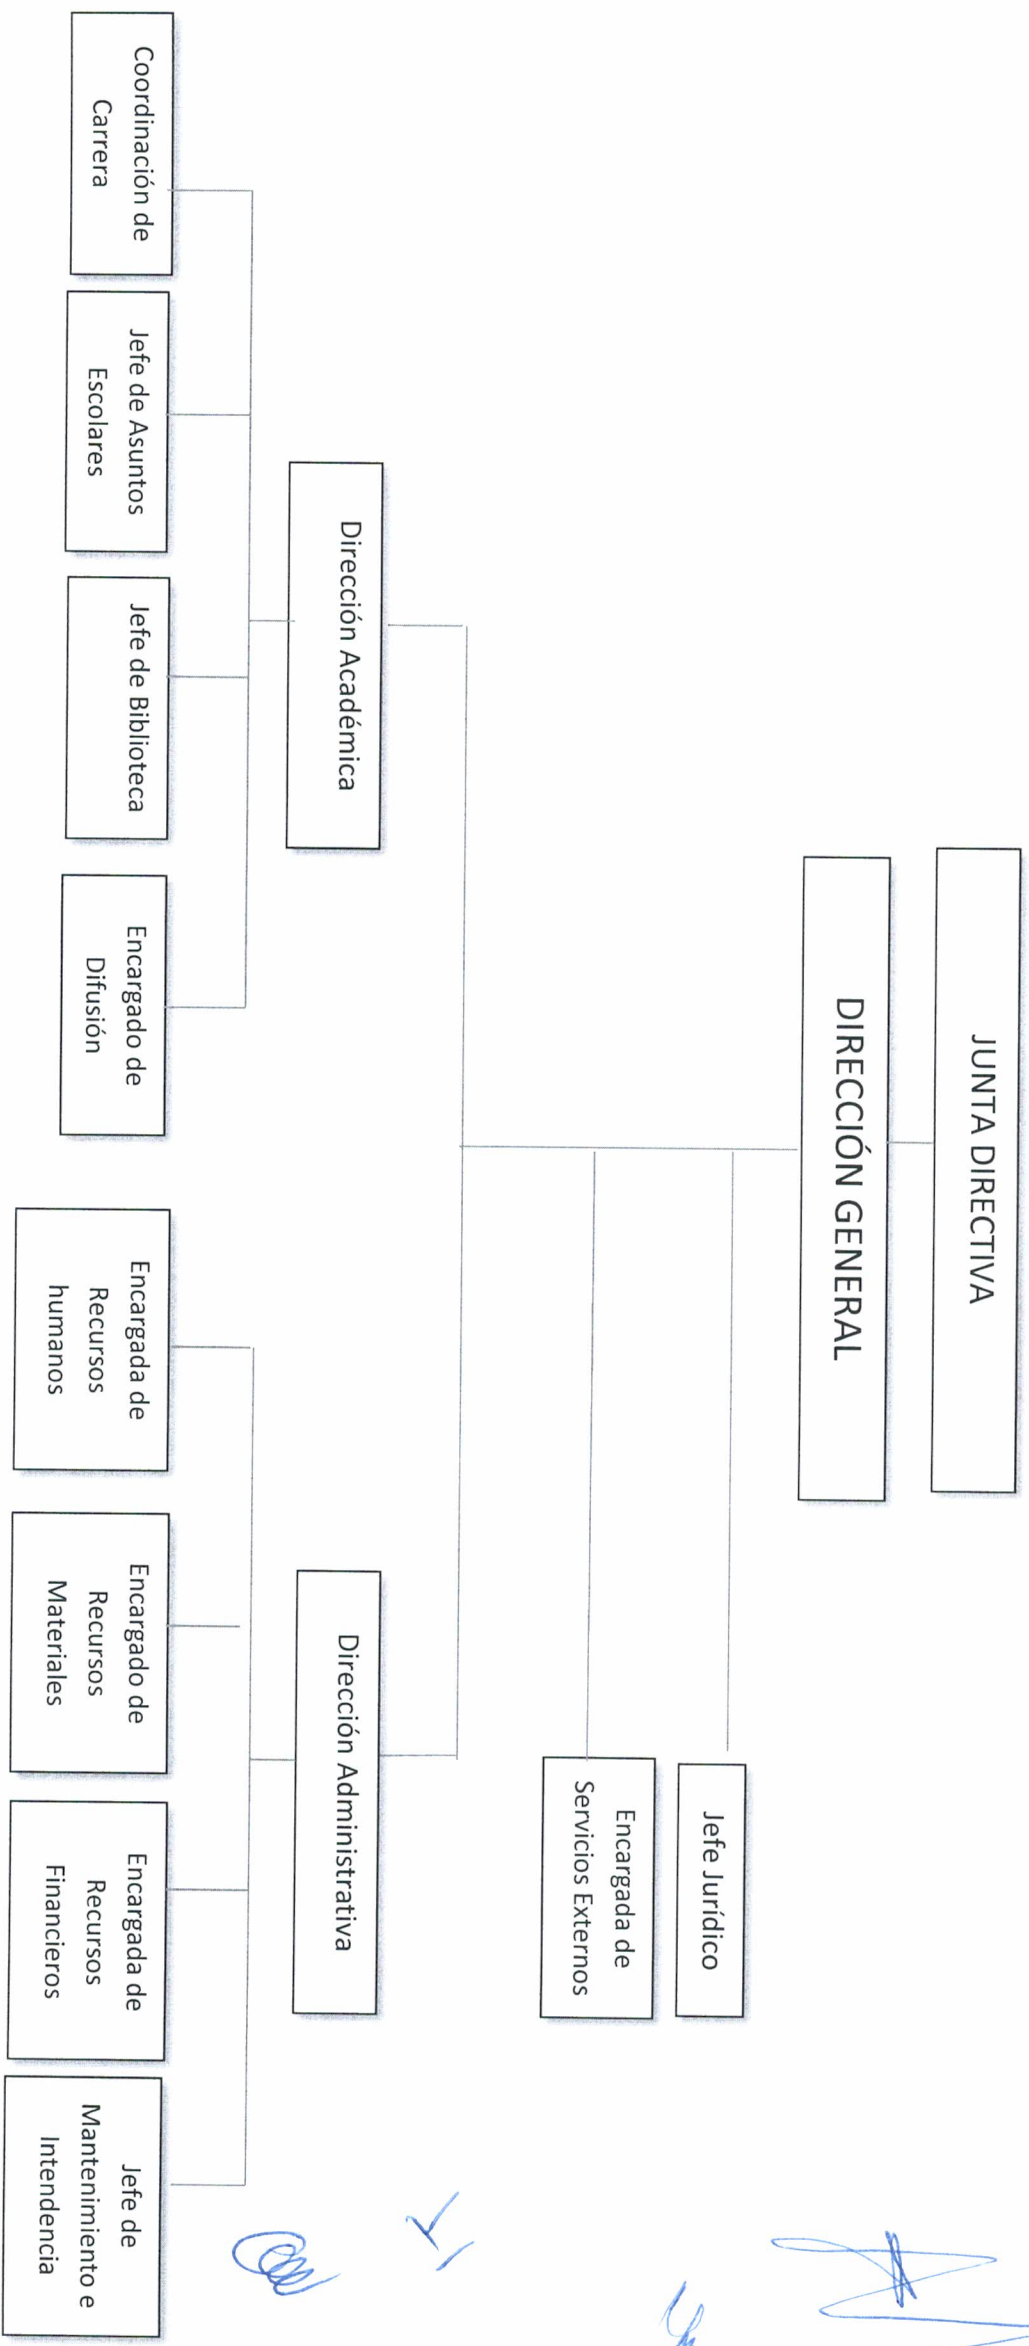 JUNTA DIRECTIVA
DIRECCIÓN GENERAL
Jefe Jurídico
Encargada de
Servicios Externos
Dirección Académica
Dirección Administrativa
Coordinación de
Carrera
Jefe de Asuntos
Escolares
Jefe de Biblioteca
Encargado de
Difusión
Encargada de
Recursos
humanos
Encargado de
Recursos
Materiales
Encargada de
Recursos
Financieros
Jefe de
Mantenimiento e
Intendencia